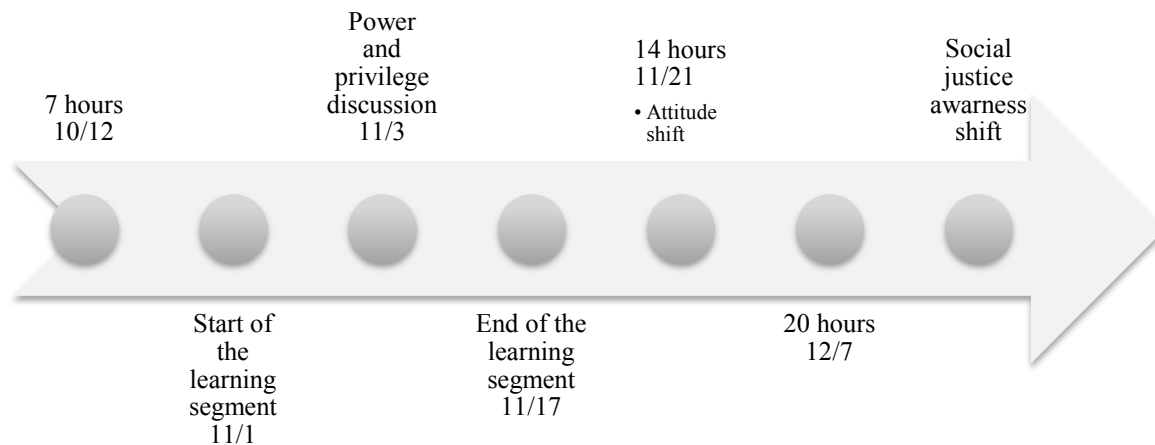 7 hours
10/12
Start of
the
learning
segment
11/1
Power
and
privilege
discussion
11/3
End of the
learning
segment
11/17
14 hours
11/21
• Attitude
shift
20 hours
12/7
Social
justice
awarness
shift